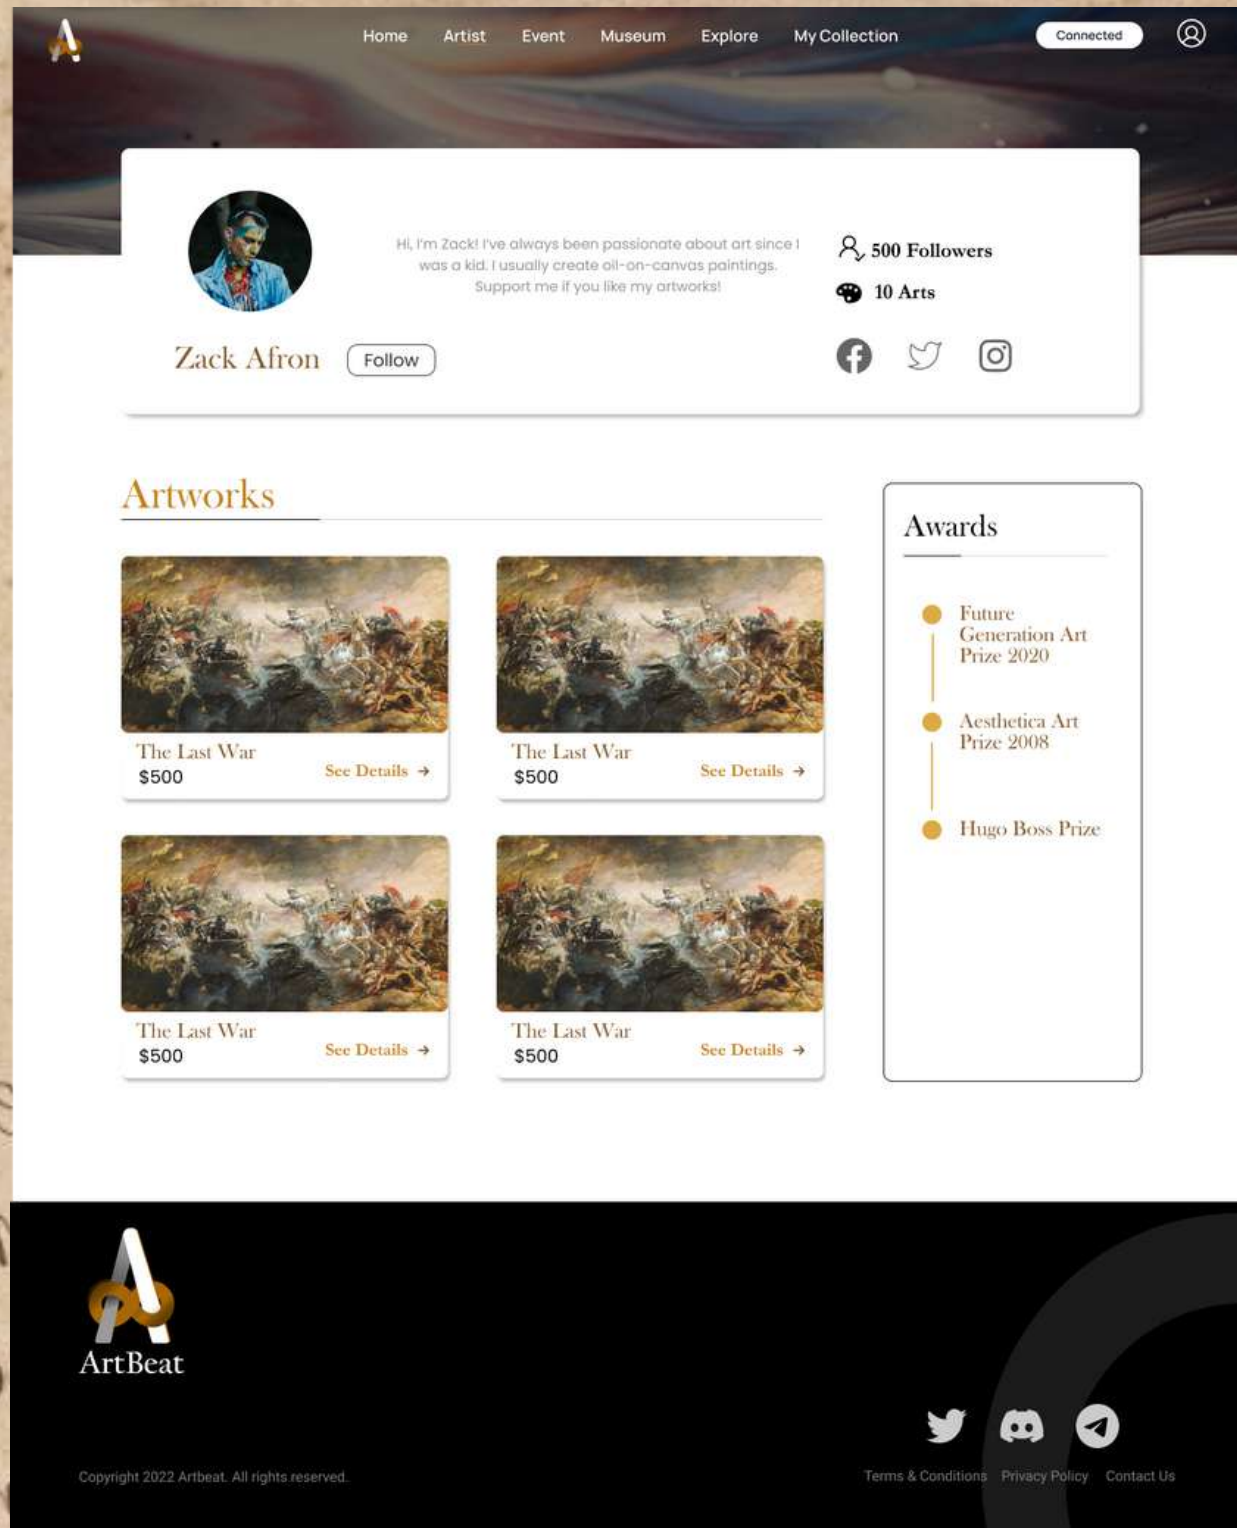 Home Artist Event Museum Explore My Collection Connected
Hi, I'm Zack! I've always been passionate about art since I
was a kid. I usually create oil-on-canvas paintings.
Support me if you like my artworks!
500 Followers
10 Arts
Zack Afron Follow
Artworks
The Last War
$500
See Details →
The Last War
$500
See Details →
The Last War
$500
See Details →
The Last War
$500
See Details →
Awards
Future
Generation Art
Prize 2020
Aesthetica Art
Prize 2008
Hugo Boss Prize
ArtBeat
Copyright 2022 Artbeat. All rights reserved.
Terms & Conditions Privacy Policy Contact Us